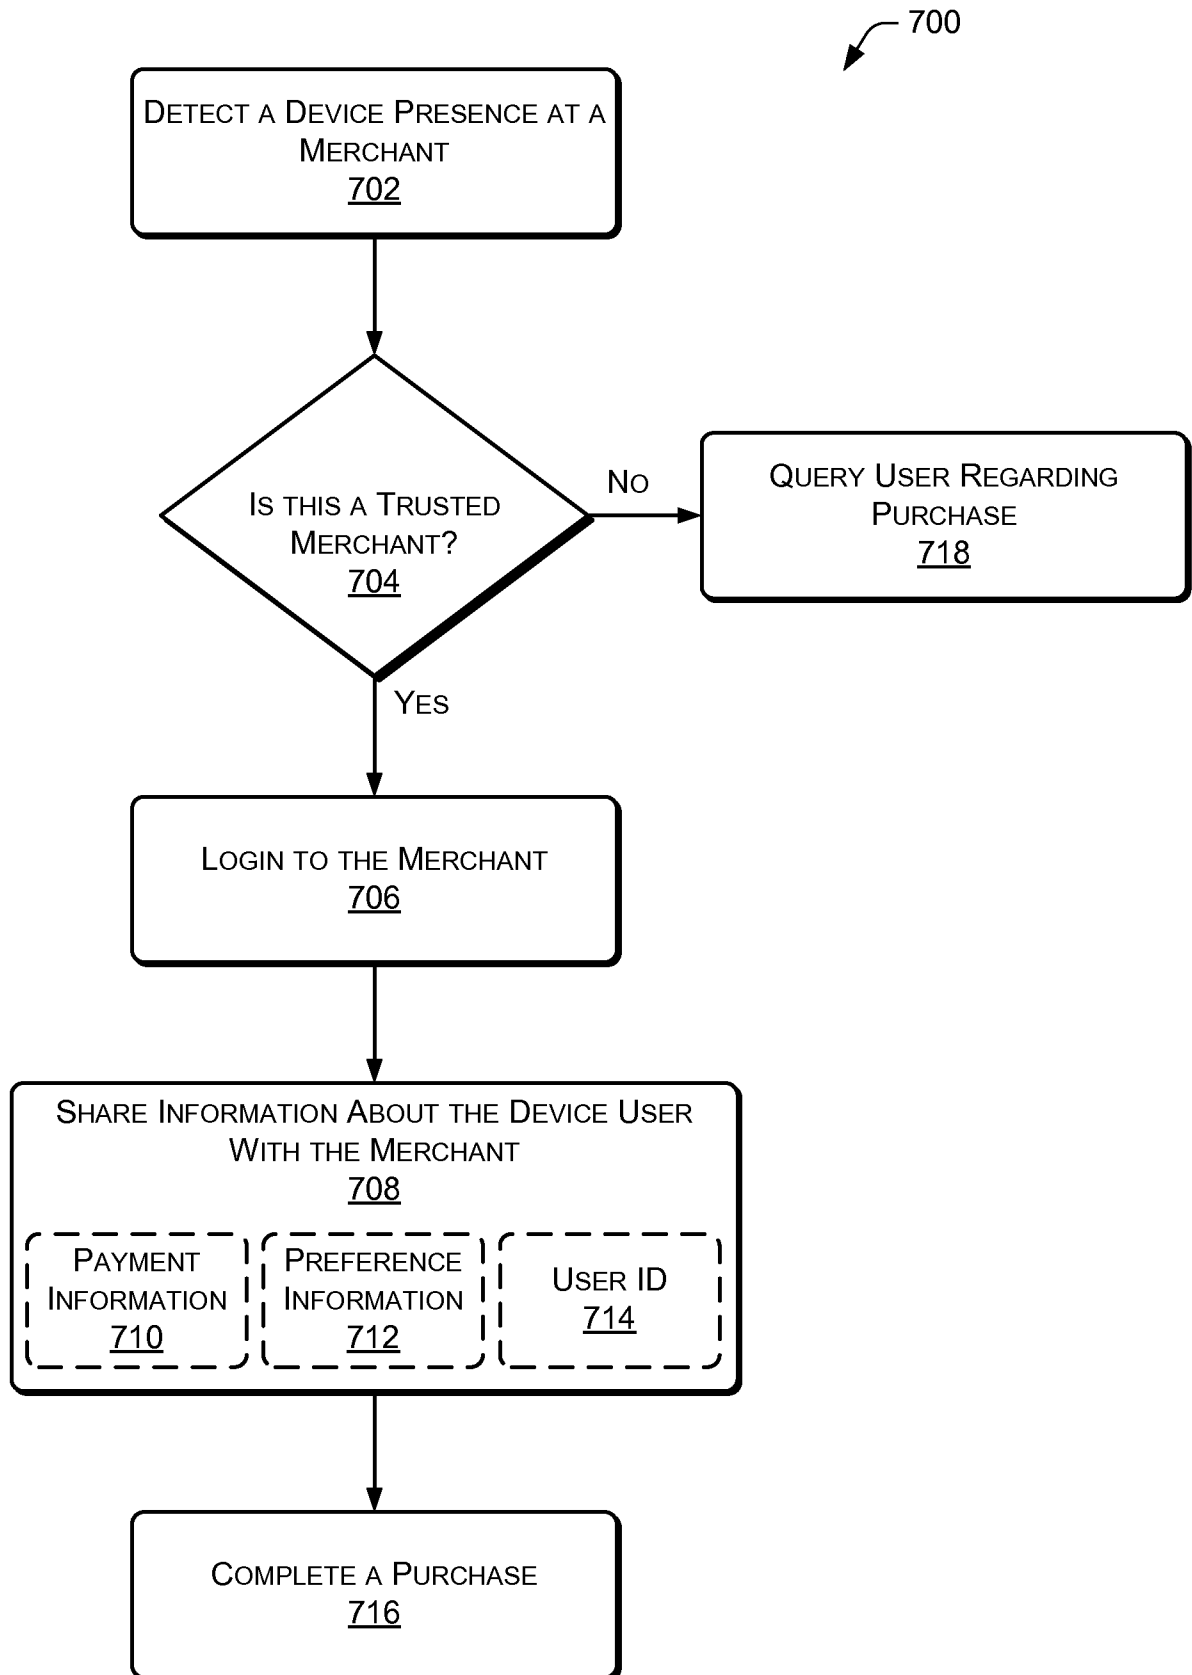 700
DETECT A DEVICE PRESENCE AT A
MERCHANT
702
IS THIS A TRUSTED
MERCHANT?
704
NO
QUERY USER REGARDING
PURCHASE
718
YES
LOGIN TO THE MERCHANT
706
SHARE INFORMATION ABOUT THE DEVICE USER
WITH THE MERCHANT
708
PAYMENT
INFORMATION
710
PREFERENCE
INFORMATION
712
USER ID
714
COMPLETE A PURCHASE
716